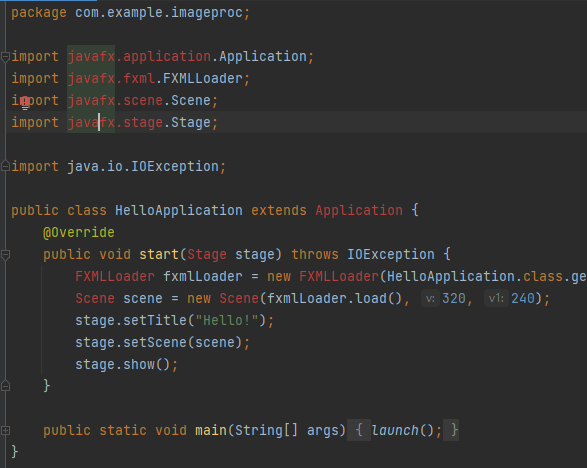 package com.example.imageproc;
import javafx.application.Application;
import javafx.fxml.FXMLLoader;
import javafx.scene.Scene;
import javafx.stage.Stage;
import java.io.IOException;
public class HelloApplication extends Application {
@Override
public void start(Stage stage) throws IOException {
FXMLLoader fxmlLoader = new FXMLLoader(HelloApplication.class.ge
Scene scene = new Scene(fxmlLoader.load(), v: 320, v1: 240);
stage.setTitle("Hello!");
stage.setScene(scene);
stage.show();
}
public static void main(String[] args) { launch(); }
}